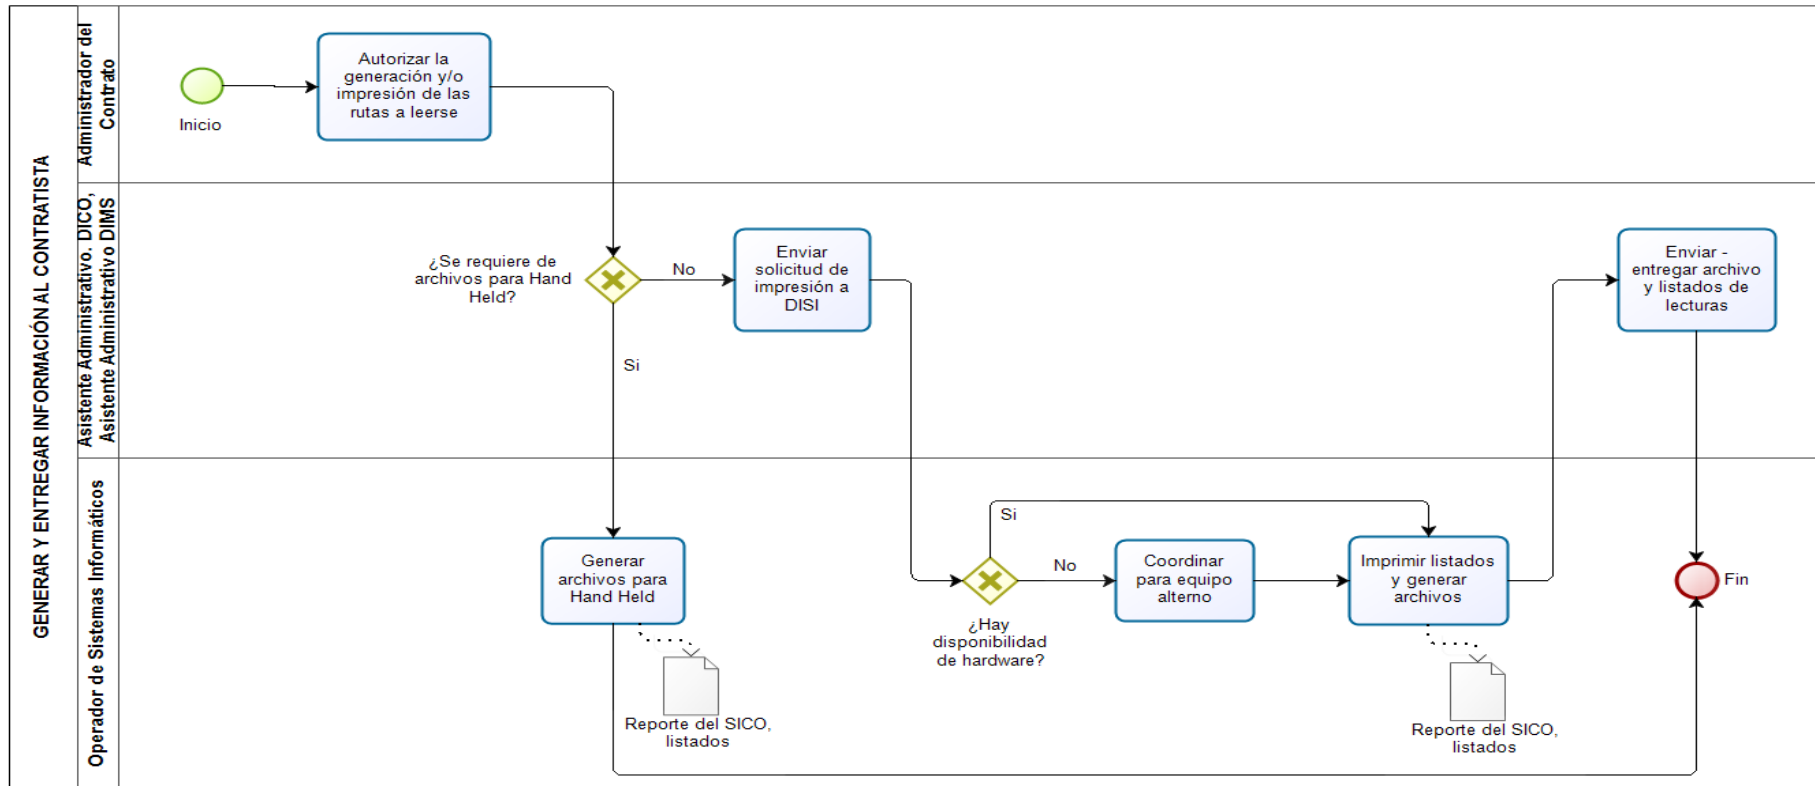 GENERAR Y ENTREGAR INFORMACIÓN AL CONTRATISTA
Administrador del
Contrato
Inicio
Autorizar la
generación y/o
impresión de las
rutas a leerse
Asistente Administrativo. DICO,
Asistente Administrativo DIMS
¿Se requiere de
archivos para Hand
Held?
No
Si
Enviar
solicitud de
impresión a
DISI
Enviar -
entregar archivo
y listados de
lecturas
Operador de Sistemas Informáticos
Generar
archivos para
Hand Held
Reporte del SICO,
listados
¿Hay
disponibilidad
de hardware?
Si
No
Coordinar
para equipo
alterno
Imprimir listados
y generar
archivos
Reporte del SICO,
listados
Fin